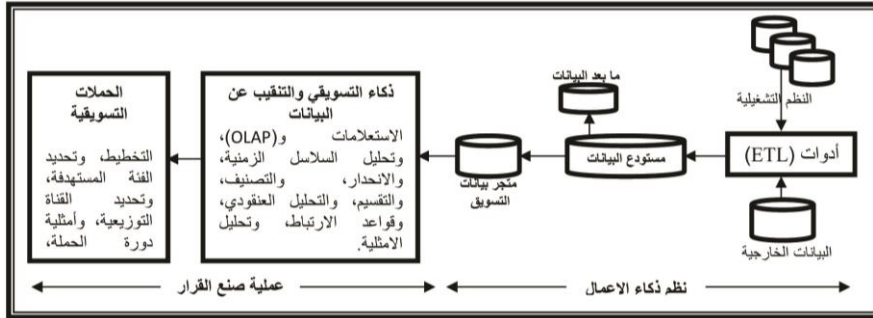 النظم التشغيلية
أدوات (ETL)
البيانات الخارجية
ما بعد البيانات
مستودع البيانات
متجر بيانات
التسويق
ذكاء التسويقي والتنقيب عن
البيانات
الاستعلامات و(OLAP)،
وتحليل السلاسل الزمنية،
والانحدار، والتصنيف،
والتقسيم، والتحليل العنقودي،
وقواعد الارتباط، وتحليل
الامثلية.
الحملات
التسويقية
التخطيط، وتحديد
الفئة المستهدفة،
وتحديد القناة
التوزيعية، وأمثلية
دورة الحملة،
نظم ذكاء الاعمال
عملية صنع القرار